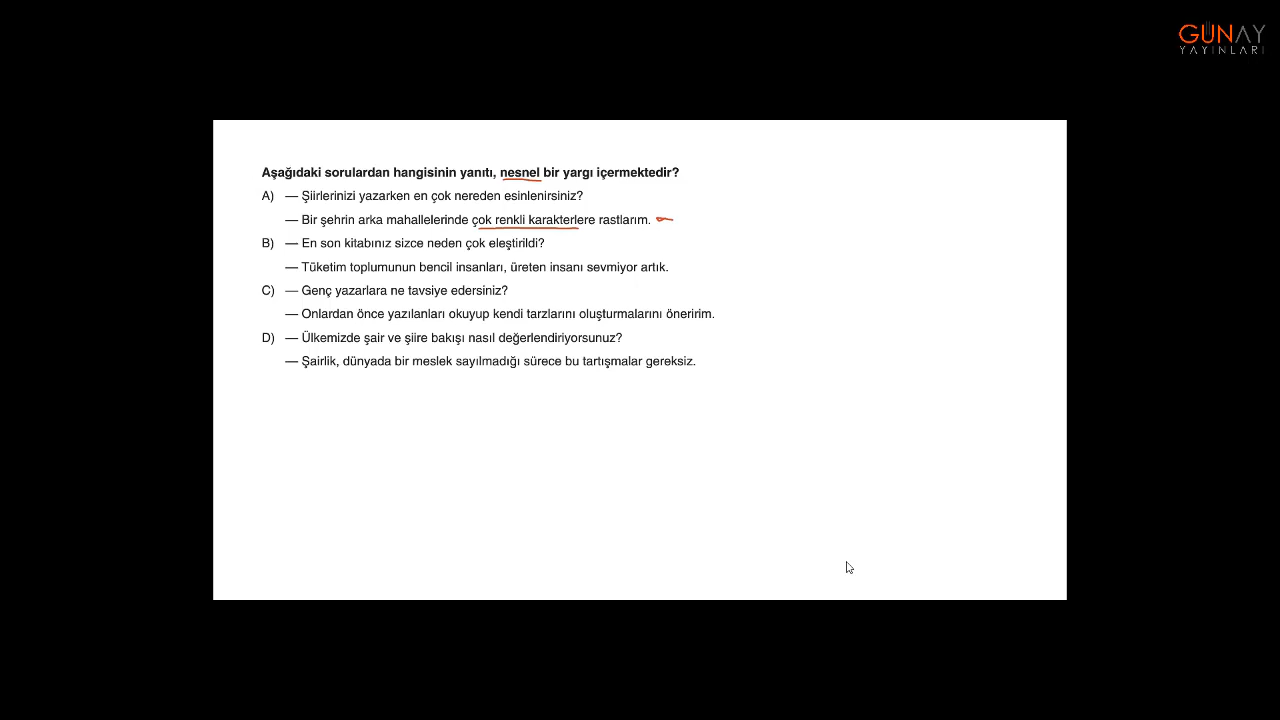 GÜNAY
YAYINLARI
Aşağıdaki sorulardan hangisinin yanıtı, nesnel bir yargı içermektedir?
A) — Şiirlerinizi yazarken en çok nereden esinlenirsiniz?
— Bir şehrin arka mahallelerinde çok renkli karakterlere rastlarım.
B) — En son kitabınız sizce neden çok eleştirildi?
— Tüketim toplumunun bencil insanları, üreten insanı sevmiyor artık.
C) — Genç yazarlara ne tavsiye edersiniz?
— Onlardan önce yazılanları okuyup kendi tarzlarını oluşturmalarını öneririm.
D) — Ülkemizde şair ve şiire bakışı nasıl değerlendiriyorsunuz?
— Şairlik, dünyada bir meslek sayılmadığı sürece bu tartışmalar gereksiz.